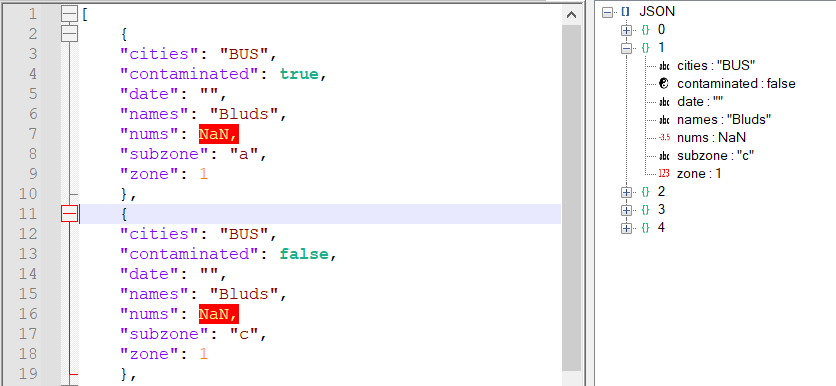 1 [
2 {
3 "cities": "BUS",
4 "contaminated": true,
5 "date": "",
6 "names": "Bluds",
7 "nums": NaN,
8 "subzone": "a",
9 "zone": 1
10 },
11 {
12 "cities": "BUS",
13 "contaminated": false,
14 "date": "",
15 "names": "Bluds",
16 "nums": NaN,
17 "subzone": "c",
18 "zone": 1
19 },
[] JSON
{} 0
{} 1
abc cities : "BUS"
contaminated : false
abc date : ""
abc names : "Bluds"
-3.5 nums : NaN
abc subzone : "c"
123 zone : 1
{} 2
{} 3
{} 4